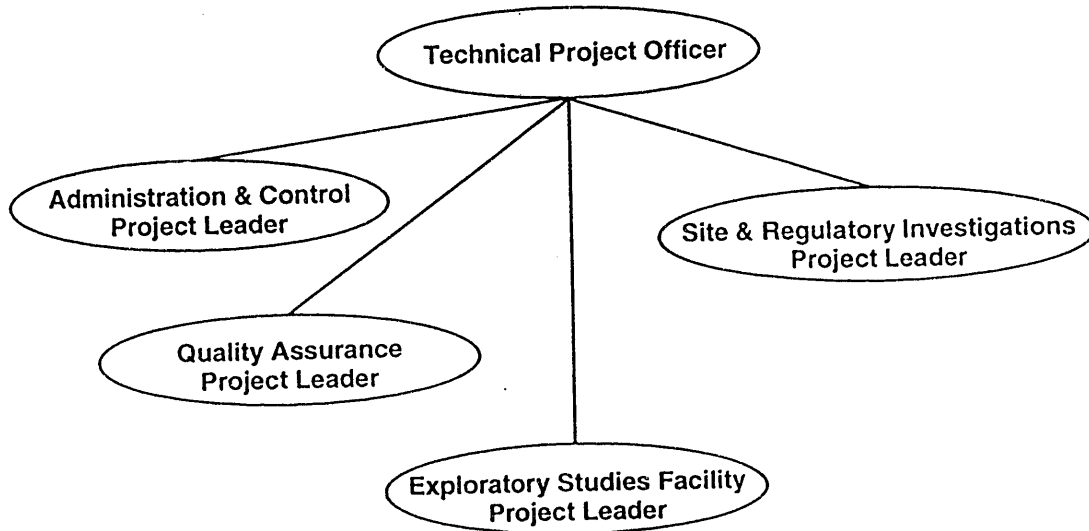 Technical Project Officer
Administration & Control
Project Leader
Site & Regulatory Investigations
Project Leader
Quality Assurance
Project Leader
Exploratory Studies Facility
Project Leader